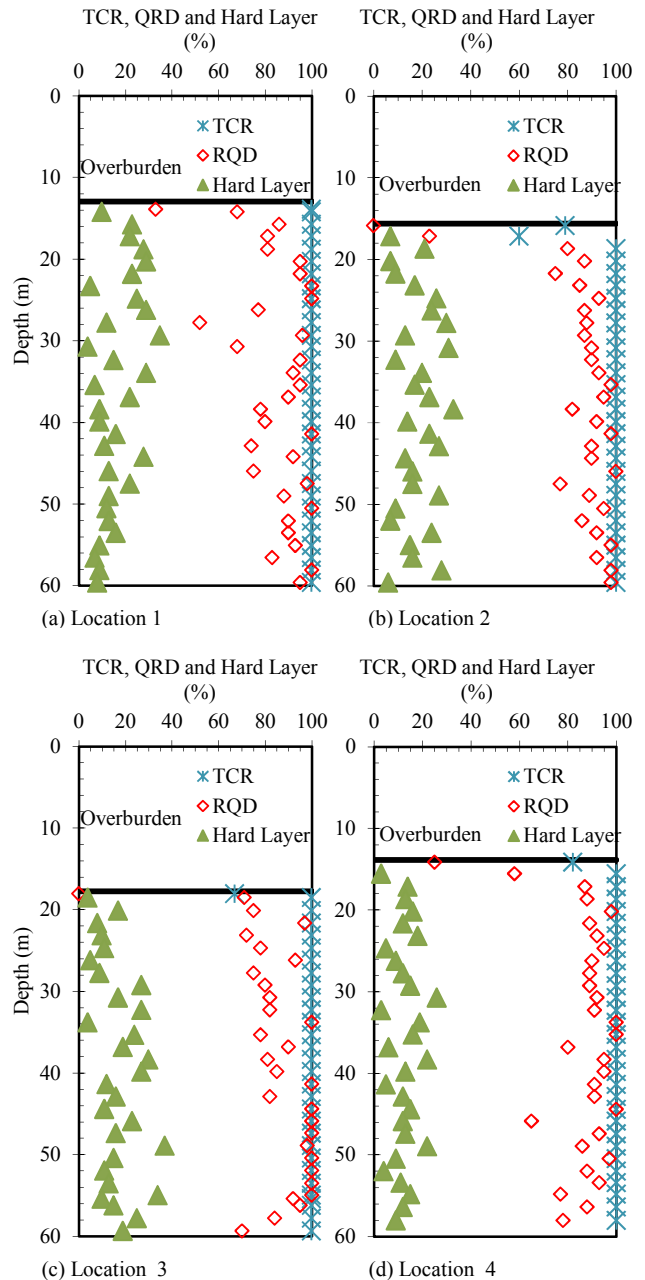 TCR, QRD and Hard Layer
(%)
0 20 40 60 80 100
0
10
20
30
40
50
60
Depth (m)
TCR
RQD
Hard Layer
Overburden
(a) Location 1
TCR, QRD and Hard Layer
(%)
0 20 40 60 80 100
0
10
20
30
40
50
60
TCR
RQD
Hard Layer
Overburden
(b) Location 2
TCR, QRD and Hard Layer
(%)
0 20 40 60 80 100
0
10
20
30
40
50
60
Depth (m)
TCR
RQD
Hard Layer
Overburden
(c) Location 3
TCR, QRD and Hard Layer
(%)
0 20 40 60 80 100
0
10
20
30
40
50
60
TCR
RQD
Hard Layer
Overburden
(d) Location 4